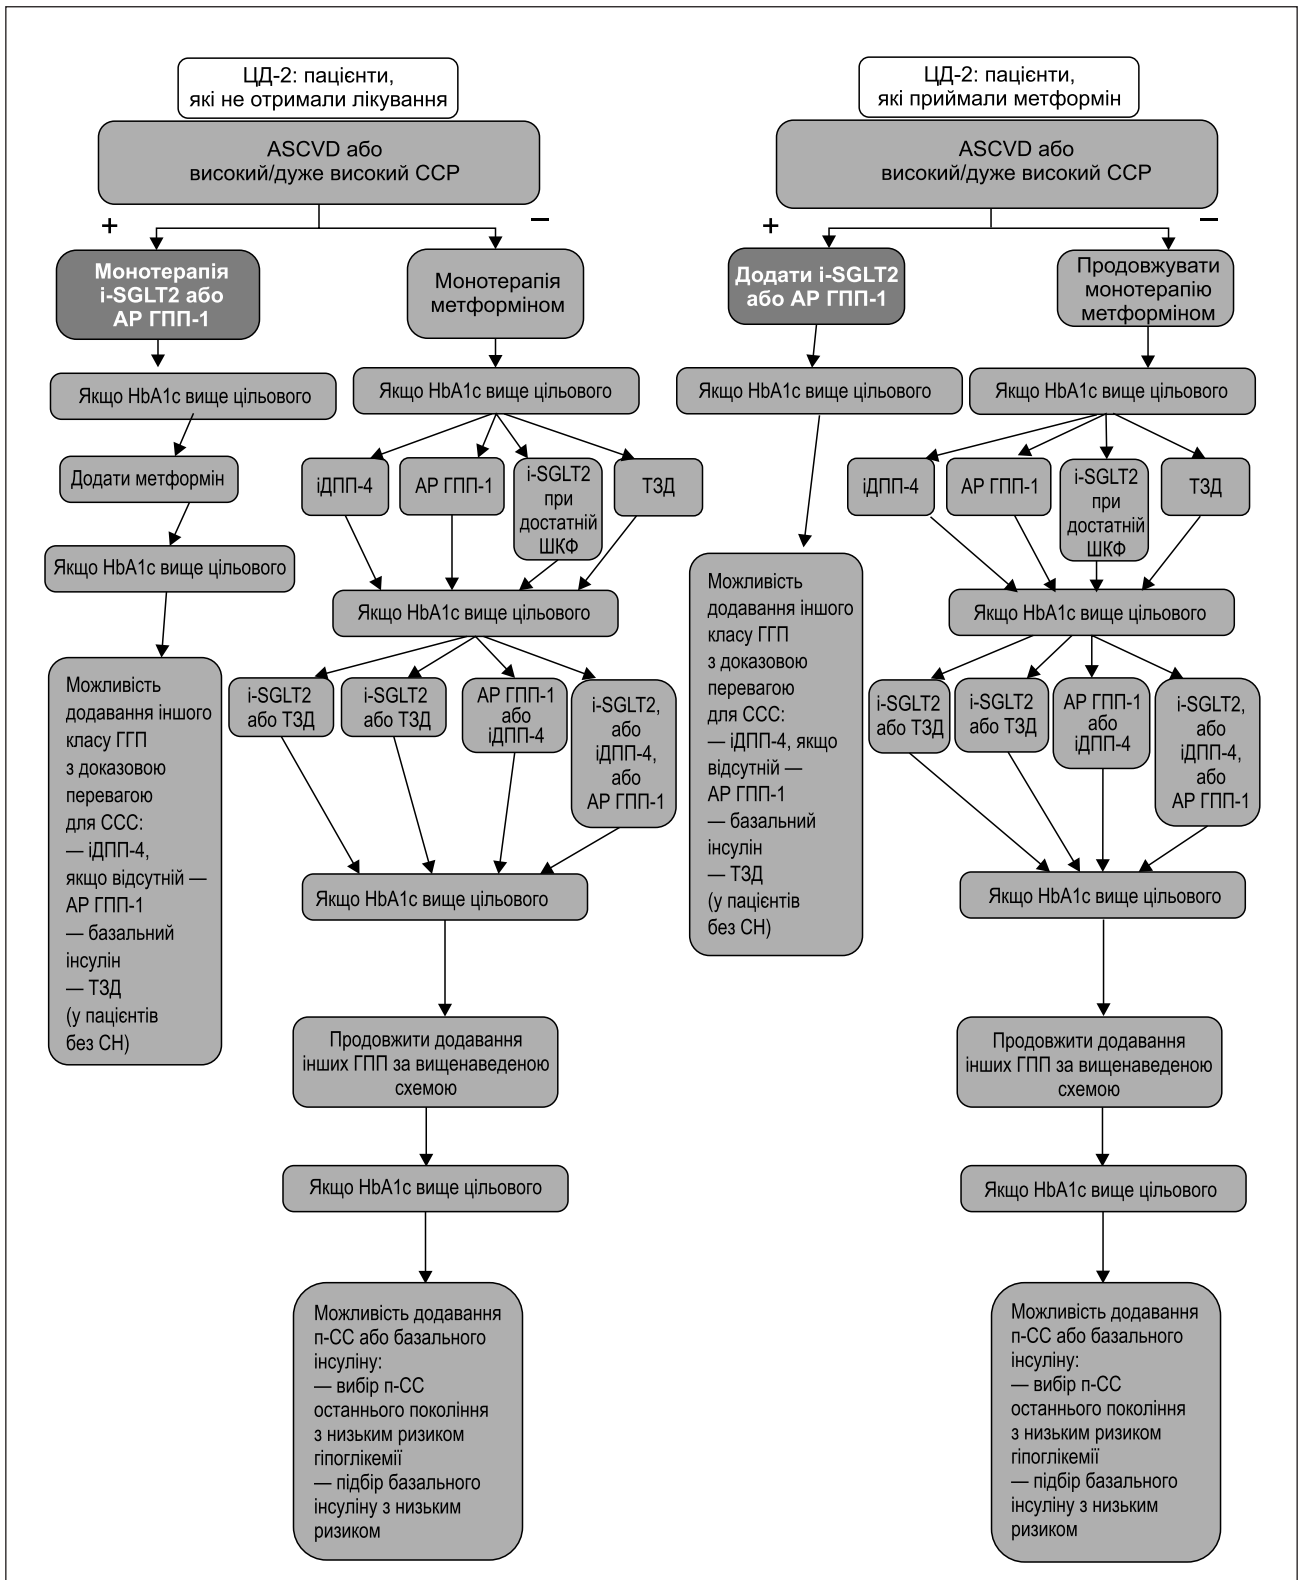 ЦД-2: пацієнти,
які не отримали лікування
ASCVD або
високий/дуже високий ССР
+
–
Монотерапія
i-SGLT2 або
АР ГПП-1
Монотерапія
метформіном
Якщо HbA1c вище цільового
Якщо HbA1c вище цільового
Додати метформін
іДПП-4
АР ГПП-1
i-SGLT2
при
достатній
ШКФ
ТЗД
Якщо HbA1c вище цільового
Якщо HbA1c вище цільового
Можливість
додавання іншого
класу ГГП
з доказовою
перевагою
для ССС:
— іДПП-4,
якщо відсутній —
АР ГПП-1
— базальний
інсулін
— ТЗД
(у пацієнтів
без СН)
i-SGLT2
або ТЗД
i-SGLT2
або ТЗД
АР ГПП-1
або
іДПП-4
i-SGLT2,
або
іДПП-4,
або
АР ГПП-1
Якщо HbA1c вище цільового
Продовжити додавання
інших ГПП за вищенаведеною
схемою
Якщо HbA1c вище цільового
Можливість додавання
п-СС або базального
інсуліну:
— вибір п-СС
останнього покоління
з низьким ризиком
гіпоглікемії
— підбір базального
інсуліну з низьким
ризиком
ЦД-2: пацієнти,
які приймали метформін
ASCVD або
високий/дуже високий ССР
+
–
Додати i-SGLT2
або АР ГПП-1
Продовжувати
монотерапію
метформіном
Якщо HbA1c вище цільового
Якщо HbA1c вище цільового
іДПП-4
АР ГПП-1
i-SGLT2
при
достатній
ШКФ
ТЗД
Можливість
додавання іншого
класу ГГП
з доказовою
перевагою
для ССС:
— іДПП-4, якщо
відсутній —
АР ГПП-1
— базальний
інсулін
— ТЗД
(у пацієнтів
без СН)
Якщо HbA1c вище цільового
i-SGLT2
або ТЗД
i-SGLT2
або ТЗД
АР ГПП-1
або
іДПП-4
i-SGLT2,
або
іДПП-4,
або
АР ГПП-1
Якщо HbA1c вище цільового
Продовжити додавання
інших ГПП за вищенаведеною
схемою
Якщо HbA1c вище цільового
Можливість додавання
п-СС або базального
інсуліну:
— вибір п-СС
останнього покоління
з низьким ризиком
гіпоглікемії
— підбір базального
інсуліну з низьким
ризиком